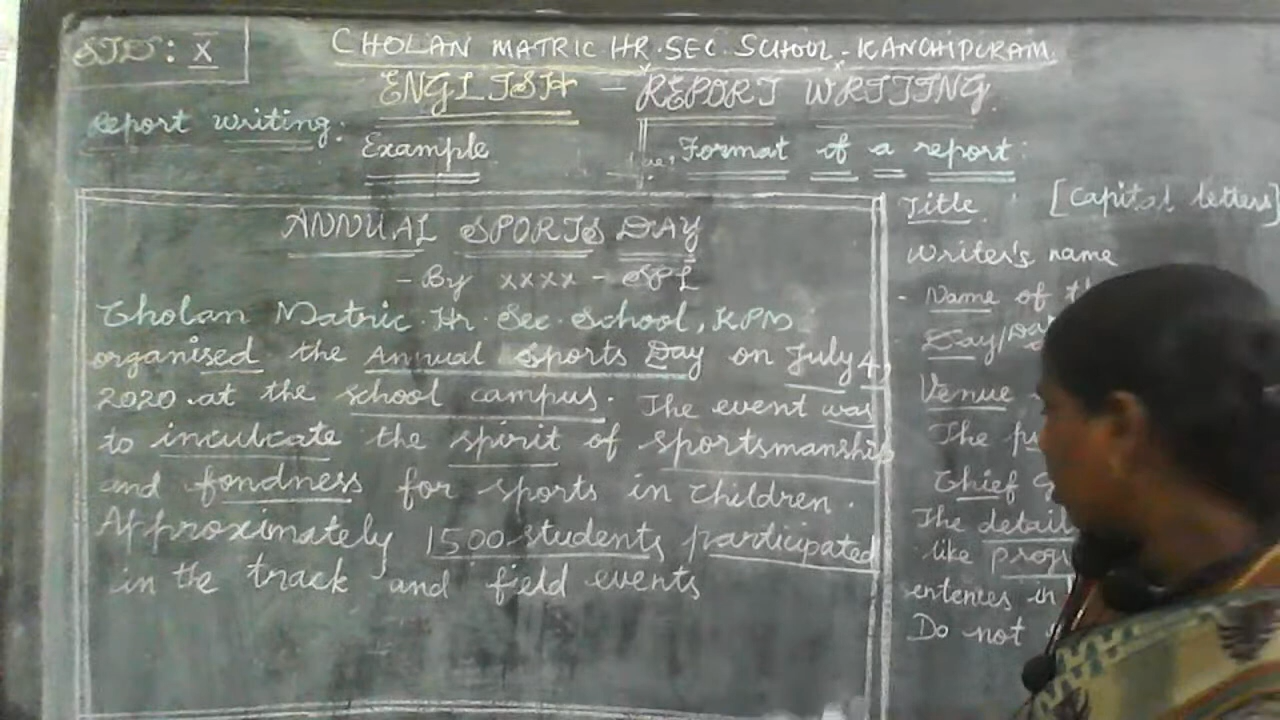 STD: X
CHOLAN MATRIC HR. SEC. SCHOOL - KANCHIPURAM.
ENGLISH - REPORT WRITING.
Report writing:
Example
Format of a report:
ANNUAL SPORTS DAY
- By xxxx - SPL
Cholan Matric. Hr. Sec. School, KPM
organised the Annual Sports Day on July 4,
2020 at the school campus. The event was
to inculcate the spirit of sportsmanship
and fondness for sports in children.
Approximately 1500 students participated
in the track and field events
Title. [Capital letters]
Writer's name
- Name of
Day/
Venue
The
Chief
The detail
like
sentences in
Do not